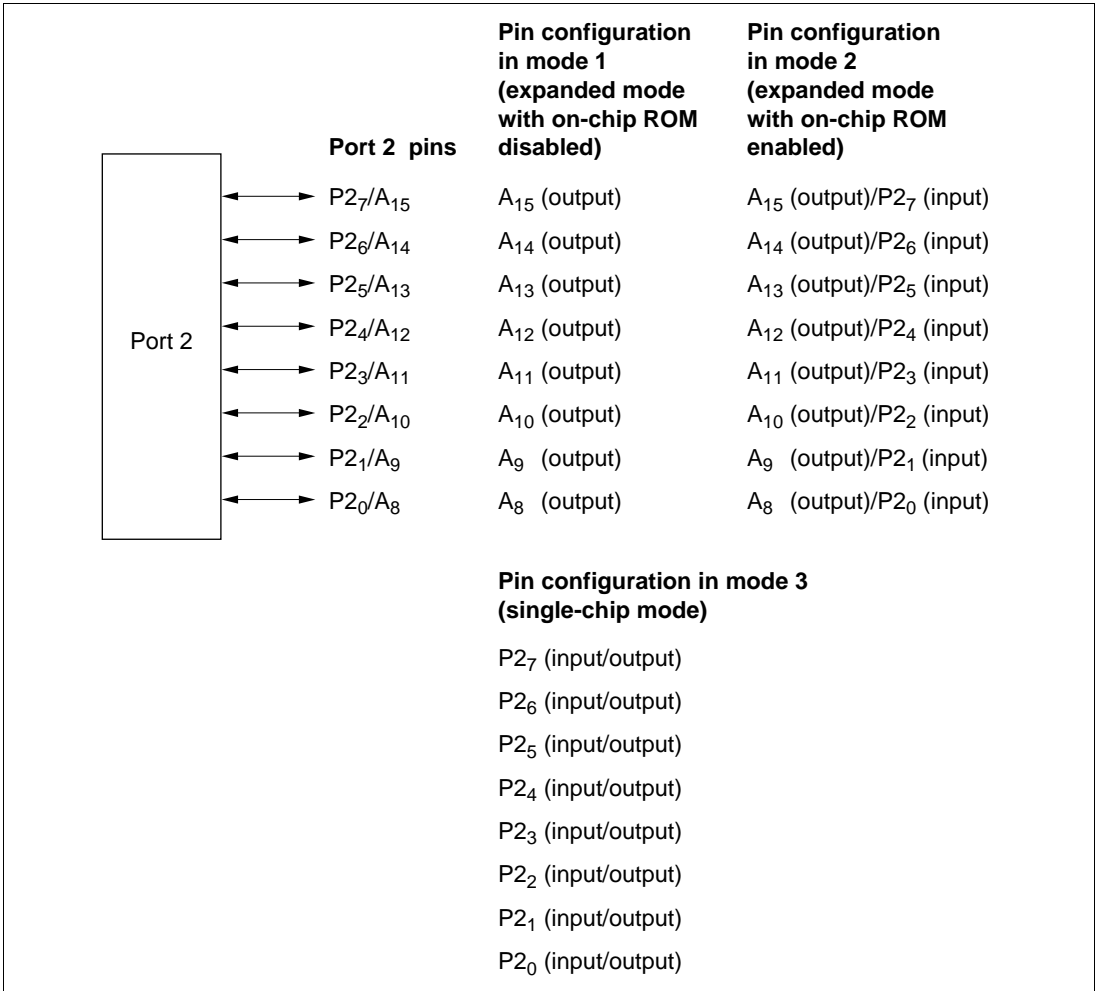 Pin configuration in mode 1 (expanded mode with on-chip ROM disabled)
Pin configuration in mode 2 (expanded mode with on-chip ROM enabled)
Port 2 pins
Port 2
P2₇/A₁₅ A₁₅ (output) A₁₅ (output)/P2₇ (input)
P2₆/A₁₄ A₁₄ (output) A₁₄ (output)/P2₆ (input)
P2₅/A₁₃ A₁₃ (output) A₁₃ (output)/P2₅ (input)
P2₄/A₁₂ A₁₂ (output) A₁₂ (output)/P2₄ (input)
P2₃/A₁₁ A₁₁ (output) A₁₁ (output)/P2₃ (input)
P2₂/A₁₀ A₁₀ (output) A₁₀ (output)/P2₂ (input)
P2₁/A₉ A₉ (output) A₉ (output)/P2₁ (input)
P2₀/A₈ A₈ (output) A₈ (output)/P2₀ (input)
Pin configuration in mode 3
(single-chip mode)
P2₇ (input/output)
P2₆ (input/output)
P2₅ (input/output)
P2₄ (input/output)
P2₃ (input/output)
P2₂ (input/output)
P2₁ (input/output)
P2₀ (input/output)